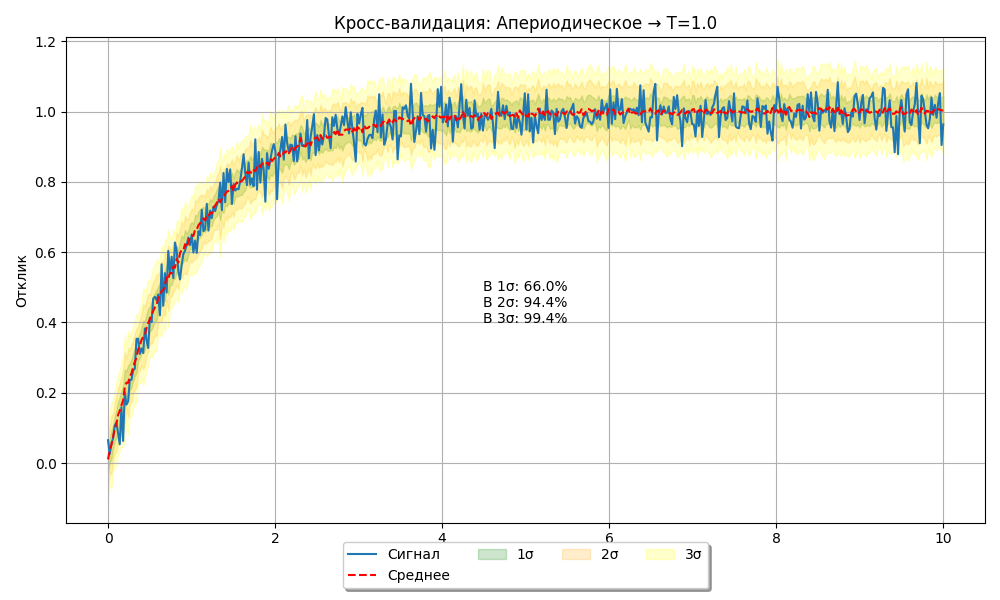 Кросс-валидация: Апериодическое → T=1.0
1.2
1.0
0.8
0.6
0.4
0.2
0.0
Отклик
В 1σ: 66.0%
В 2σ: 94.4%
В 3σ: 99.4%
0 2 4 6 8 10
Сигнал 1σ 2σ 3σ
Среднее